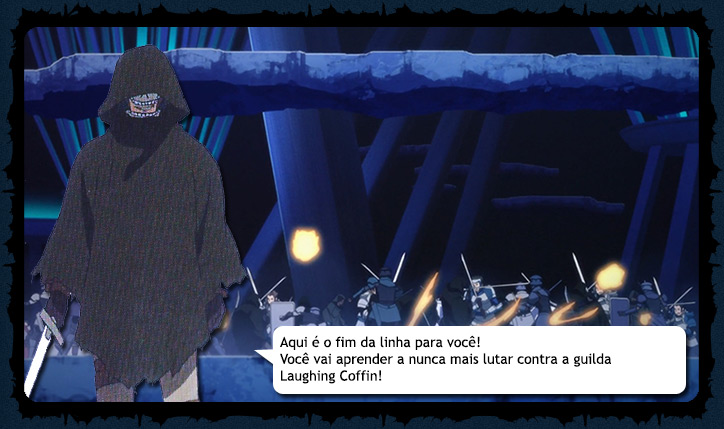 Aqui é o fim da linha para você!
Você vai aprender a nunca mais lutar contra a guilda
Laughing Coffin!